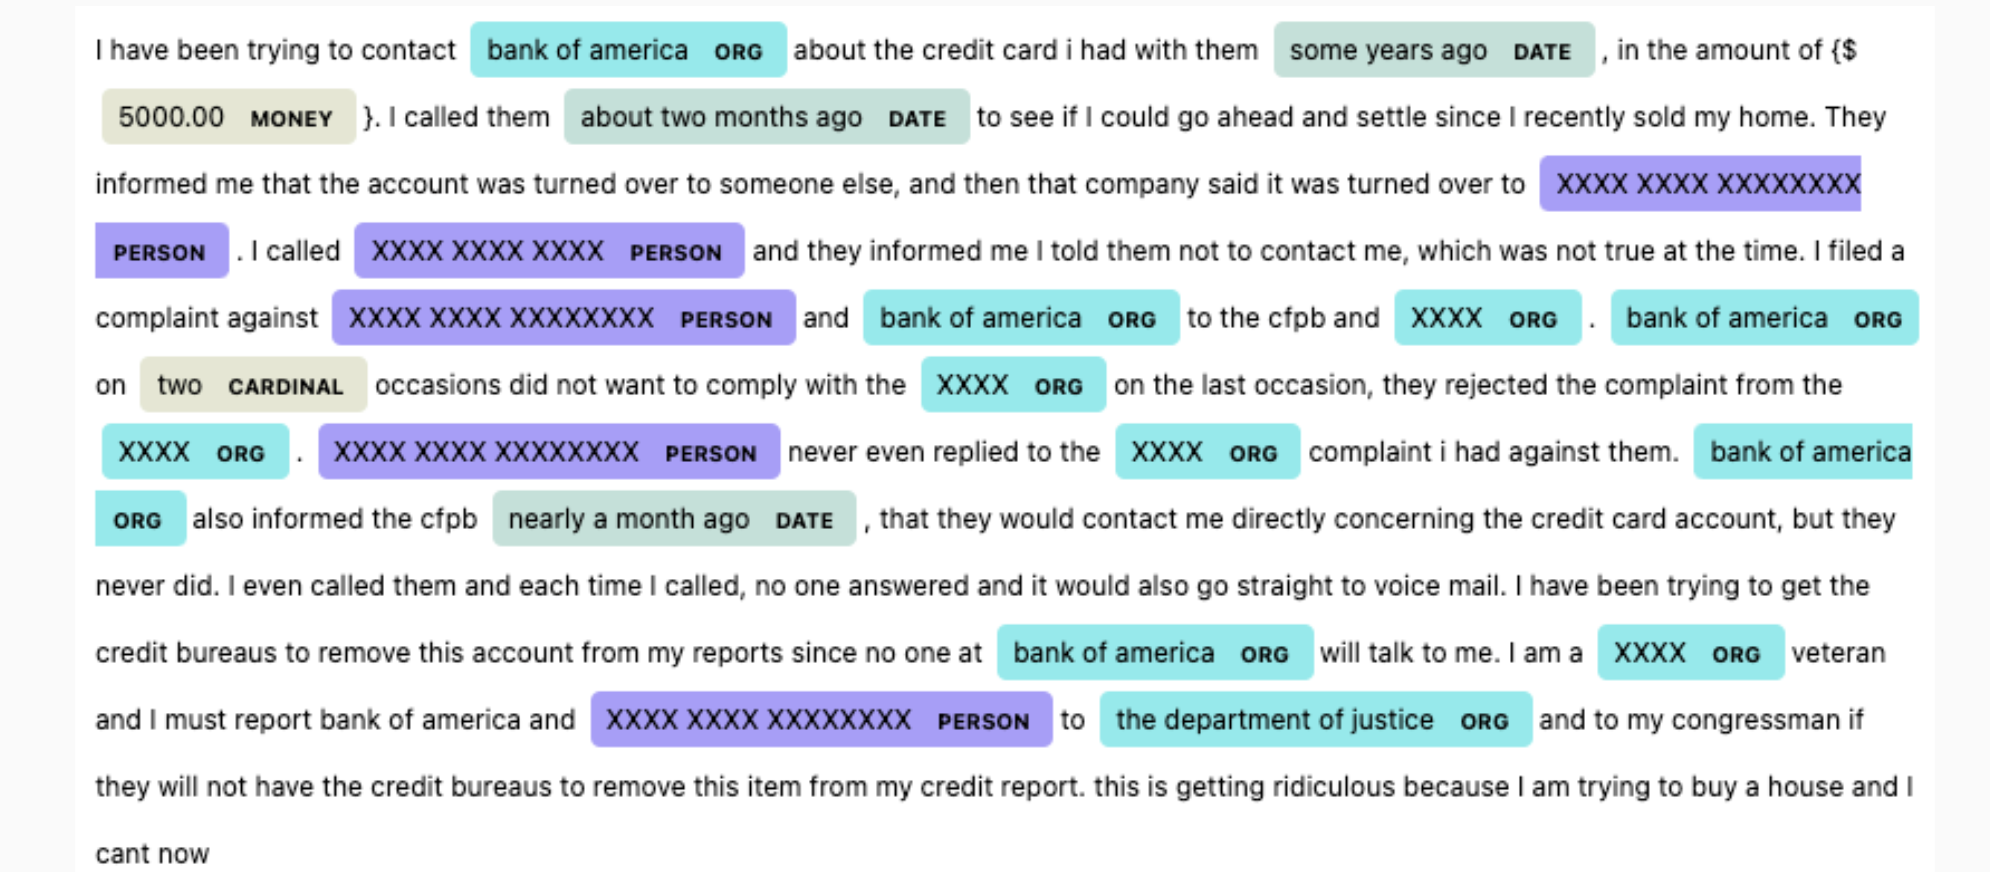 I have been trying to contact bank of america ORG about the credit card i had with them some years ago DATE , in the amount of {$
5000.00 MONEY }. I called them about two months ago DATE to see if I could go ahead and settle since I recently sold my home. They
informed me that the account was turned over to someone else, and then that company said it was turned over to XXXX XXXX XXXXXXXX
PERSON . I called XXXX XXXX XXXX PERSON and they informed me I told them not to contact me, which was not true at the time. I filed a
complaint against XXXX XXXX XXXXXXXX PERSON and bank of america ORG to the cfpb and XXXX ORG . bank of america ORG
on two CARDINAL occasions did not want to comply with the XXXX ORG on the last occasion, they rejected the complaint from the
XXXX ORG . XXXX XXXX XXXXXXXX PERSON never even replied to the XXXX ORG complaint i had against them. bank of america
ORG also informed the cfpb nearly a month ago DATE , that they would contact me directly concerning the credit card account, but they
never did. I even called them and each time I called, no one answered and it would also go straight to voice mail. I have been trying to get the
credit bureaus to remove this account from my reports since no one at bank of america ORG will talk to me. I am a XXXX ORG veteran
and I must report bank of america and XXXX XXXX XXXXXXXX PERSON to the department of justice ORG and to my congressman if
they will not have the credit bureaus to remove this item from my credit report. this is getting ridiculous because I am trying to buy a house and I
cant now